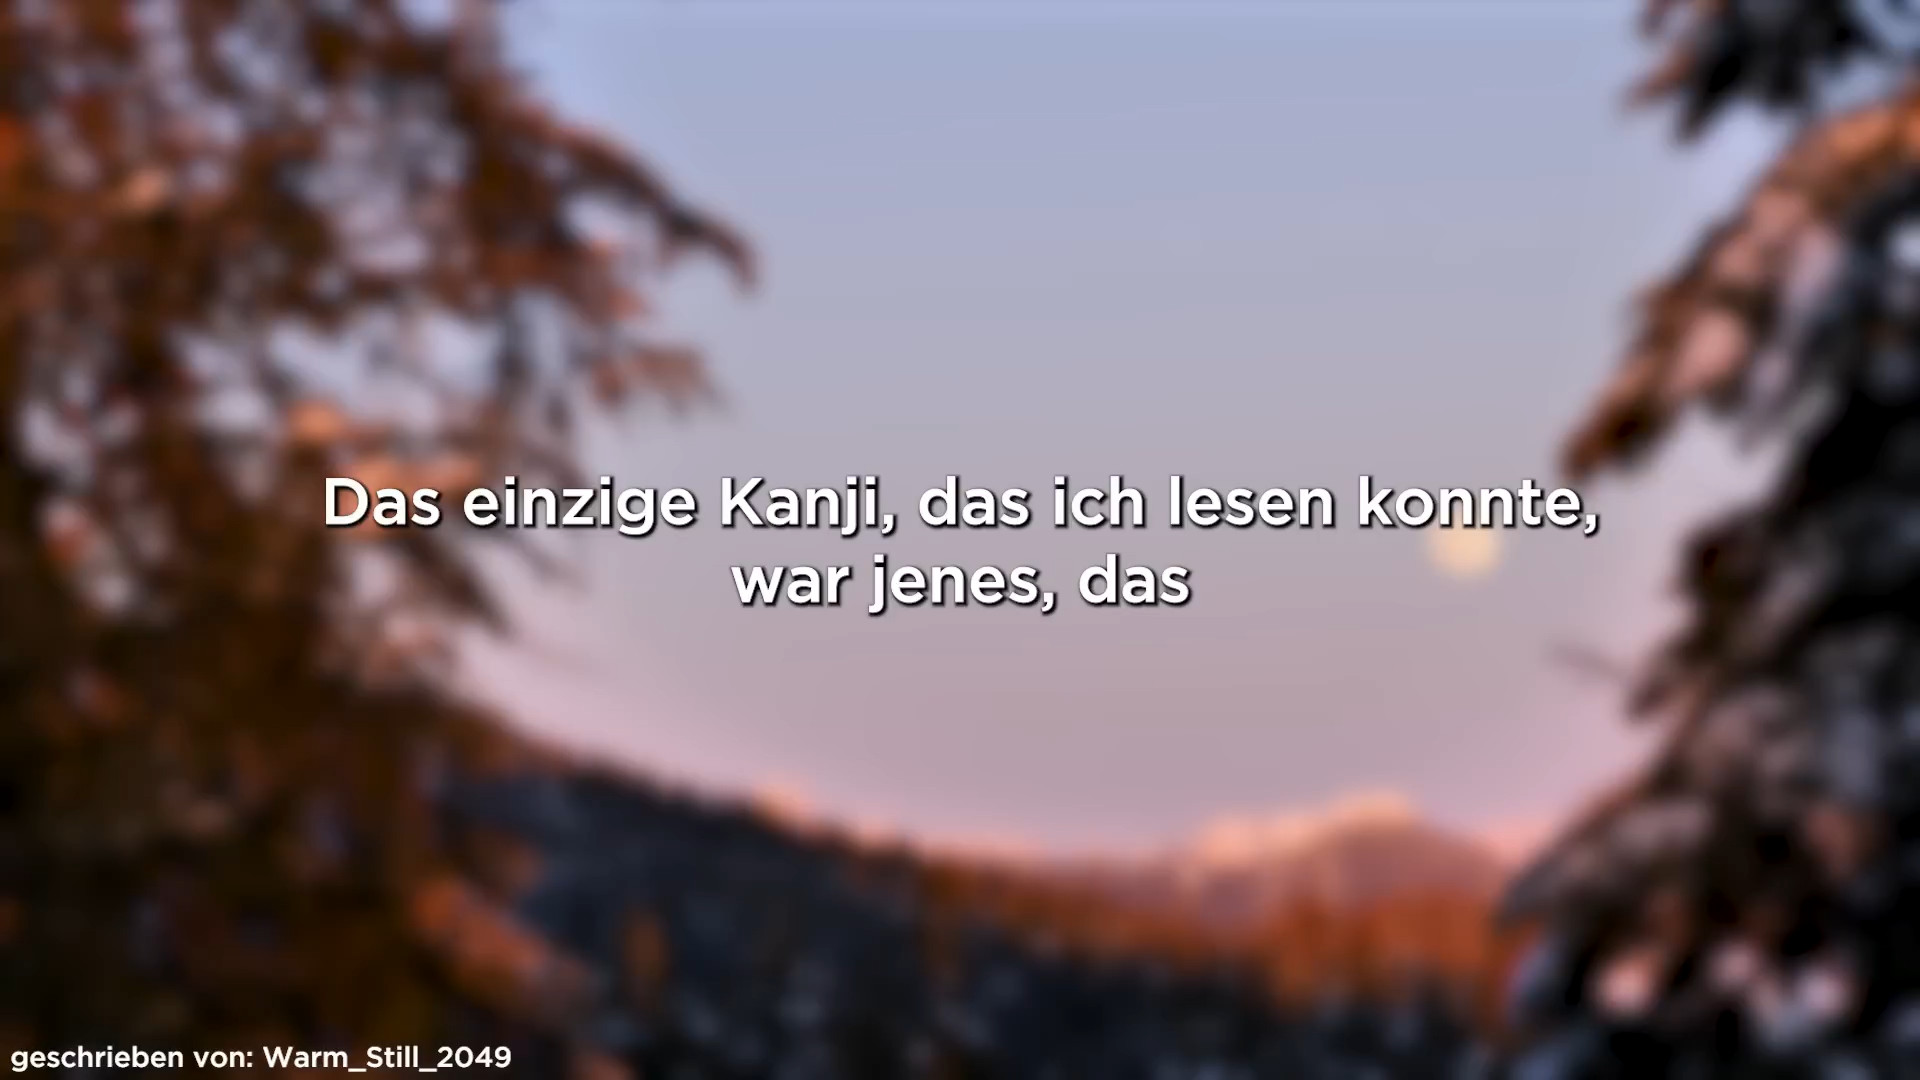 Das einzige Kanji, das ich lesen konnte,
war jenes, das
geschrieben von: Warm_Still_2049